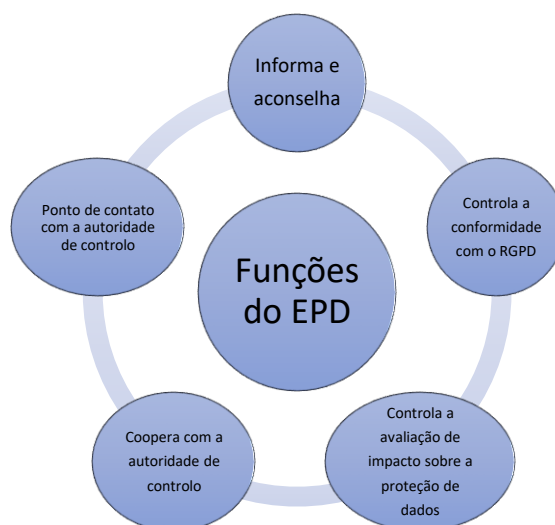 Informa e
aconselha
Ponto de contato
com a autoridade
de controlo
Controla a
conformidade
com o RGPD
Funções
do EPD
Coopera com a
autoridade de
controlo
Controla a
avaliação de
impacto sobre a
proteção de
dados